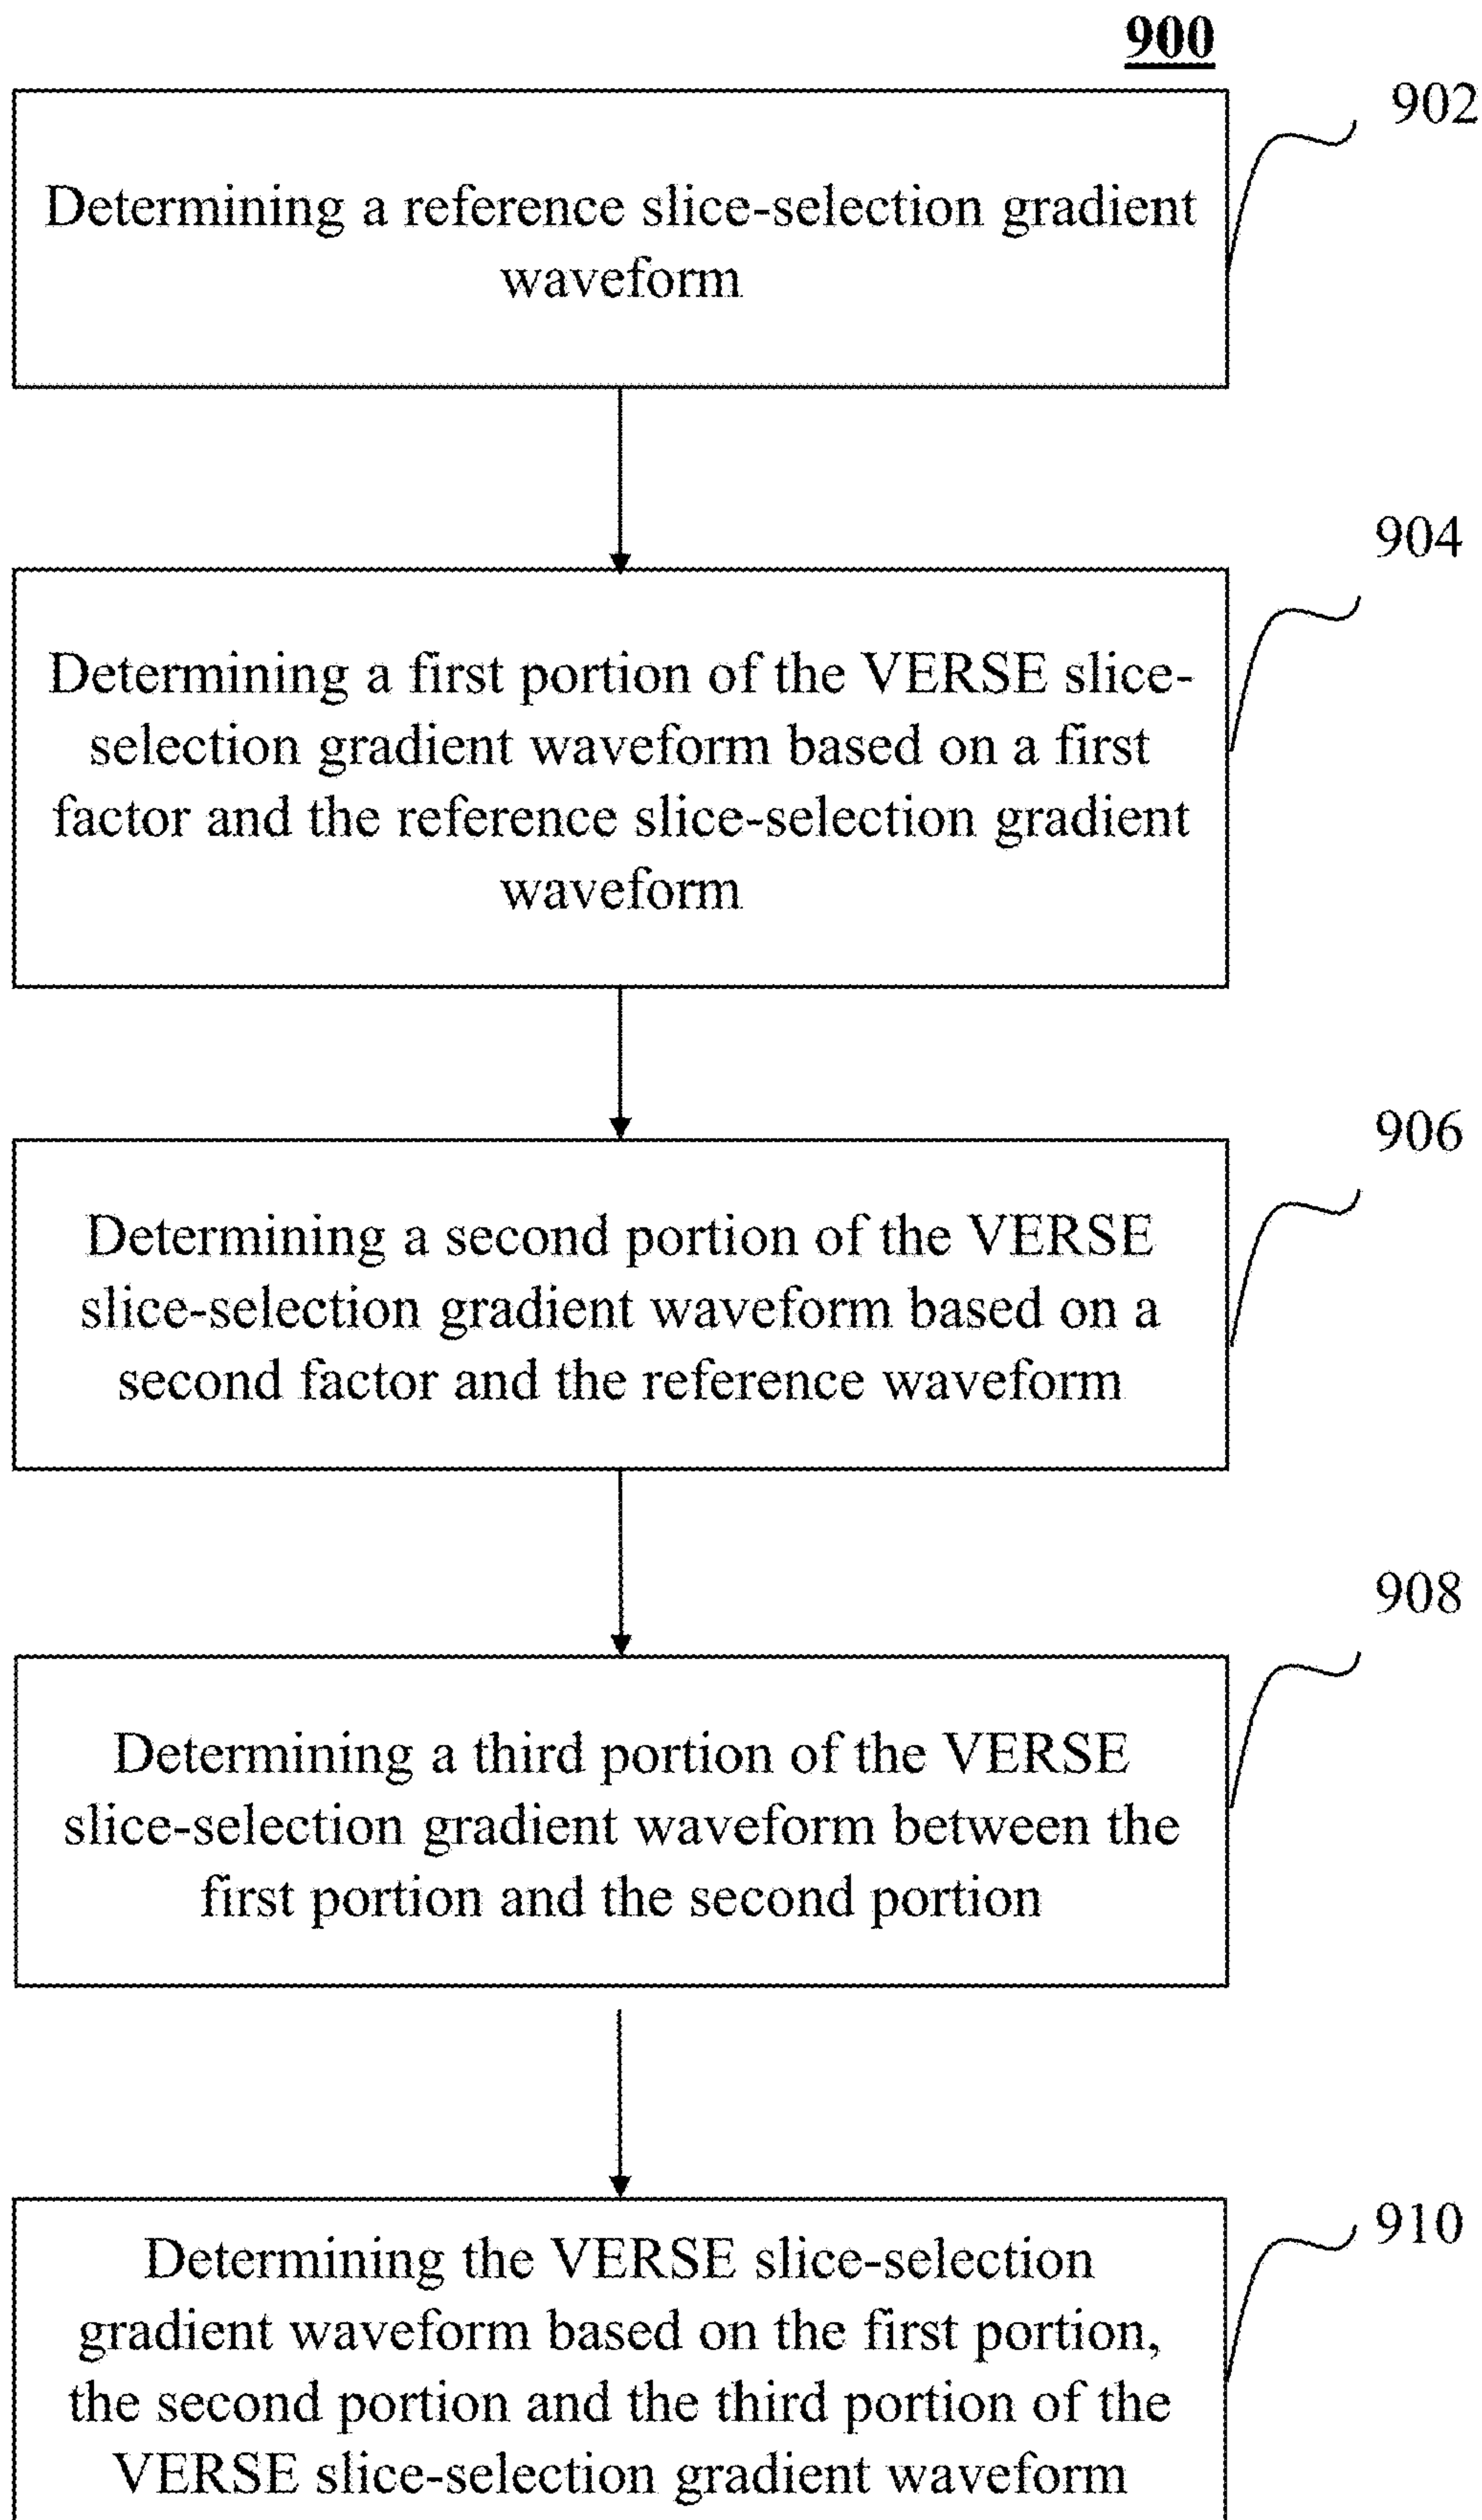 900
902
Determining a reference slice-selection gradient
waveform
904
Determining a first portion of the VERSE slice-
selection gradient waveform based on a first
factor and the reference slice-selection gradient
waveform
906
Determining a second portion of the VERSE
slice-selection gradient waveform based on a
second factor and the reference waveform
908
Determining a third portion of the VERSE
slice-selection gradient waveform between the
first portion and the second portion
910
Determining the VERSE slice-selection
gradient waveform based on the first portion,
the second portion and the third portion of the
VERSE slice-selection gradient waveform